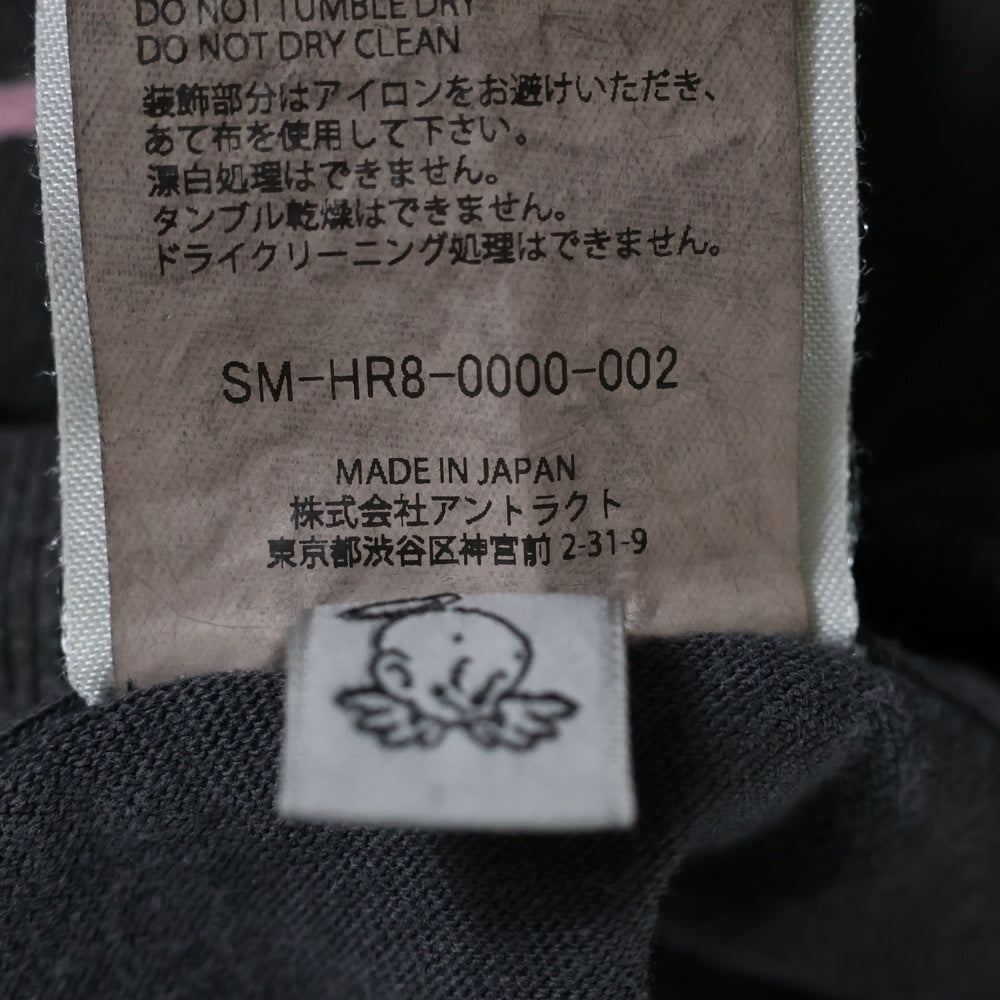 DO NOT TUMBLE DRY
DO NOT DRY CLEAN
装飾部分はアイロンをお避けいただき、
あて布を使用して下さい。
漂白処理はできません。
タンブル乾燥はできません。
ドライクリーニング処理はできません。
SM-HR8-0000-002
MADE IN JAPAN
株式会社アントラクト
東京都渋谷区神宮前 2-31-9